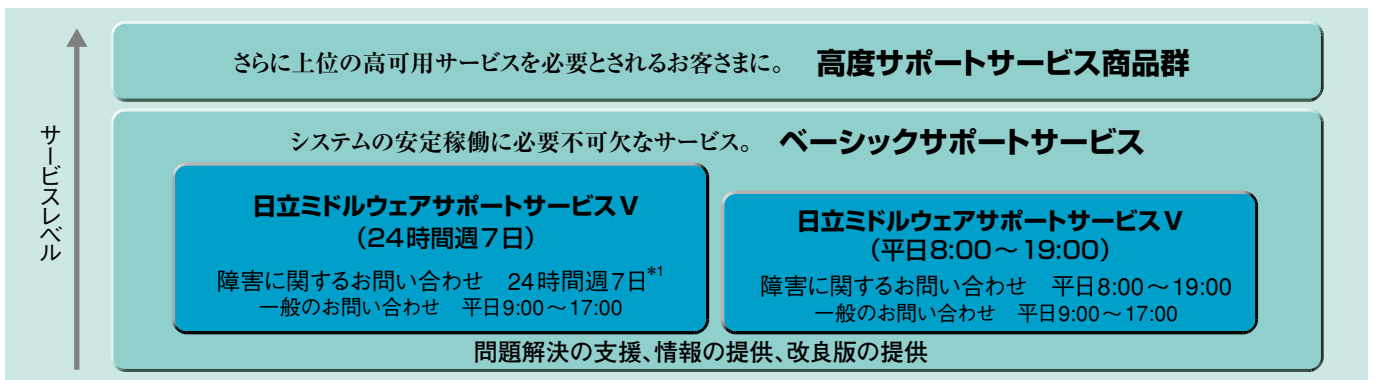 サービスレベル
さらに上位の高可用サービスを必要とされるお客さまに。 高度サポートサービス商品群
システムの安定稼働に必要不可欠なサービス。 ベーシックサポートサービス
日立ミドルウェアサポートサービスV
（24時間週7日）
障害に関するお問い合わせ 24時間週7日*1
一般のお問い合わせ 平日9:00～17:00
日立ミドルウェアサポートサービスV
（平日8:00～19:00）
障害に関するお問い合わせ 平日8:00～19:00
一般のお問い合わせ 平日9:00～17:00
問題解決の支援、情報の提供、改良版の提供